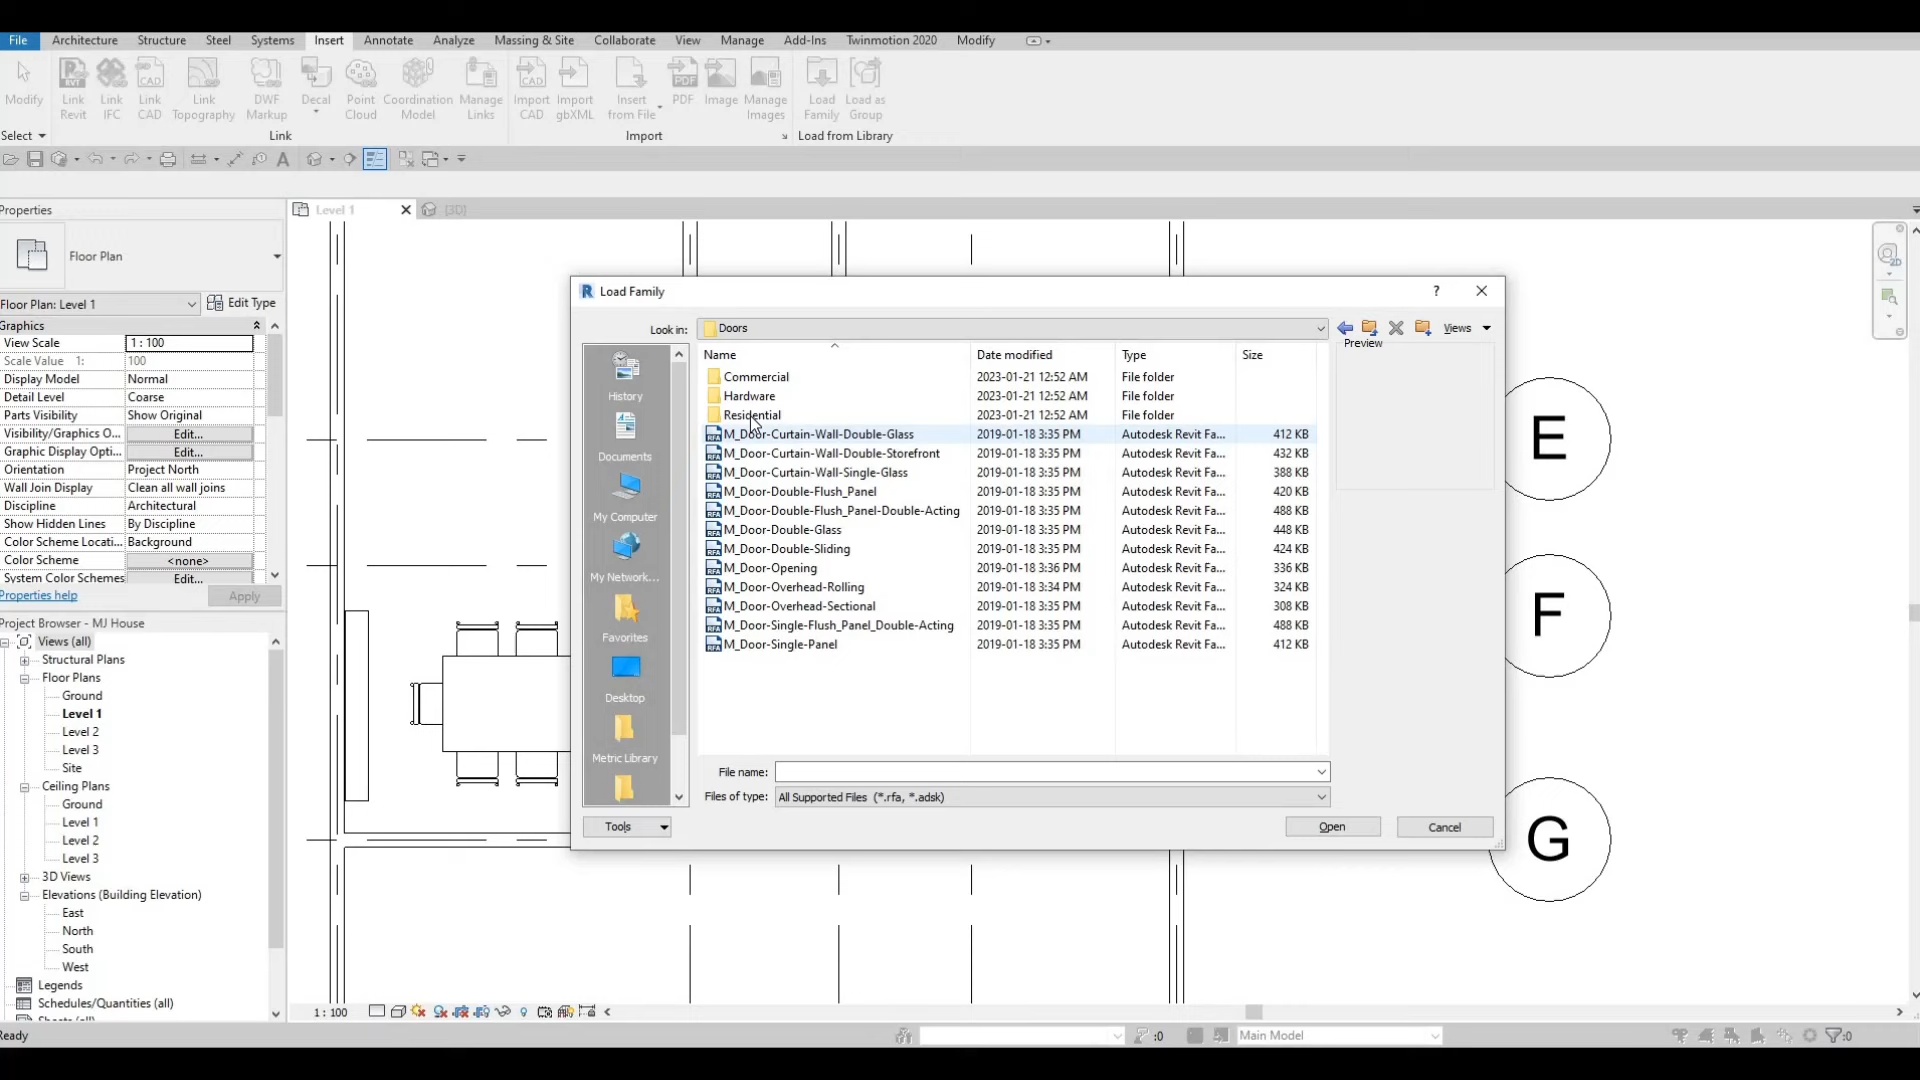 File Architecture Structure Steel Systems Insert Annotate Analyze Massing & Site Collaborate View Manage Add-Ins Twinmotion 2020 Modify
Modify
Link Revit
Link IFC
Link CAD
Link Topography
DWF Markup
Decal
Point Cloud
Coordination Model
Manage Links
Import CAD
Import gbXML
Insert from File
PDF
Image
Manage Images
Load Family
Load as Group
Select Link Import Load from Library
Properties
Level 1 {3D}
Floor Plan
Floor Plan: Level 1 Edit Type
Graphics
View Scale 1 : 100
Scale Value 1: 100
Display Model Normal
Detail Level Coarse
Parts Visibility Show Original
Visibility/Graphics O... Edit...
Graphic Display Opti... Edit...
Orientation Project North
Wall Join Display Clean all wall joins
Discipline Architectural
Show Hidden Lines By Discipline
Color Scheme Locati... Background
Color Scheme <none>
System Color Schemes Edit...
Properties help Apply
Project Browser - MJ House
Views (all)
Structural Plans
Floor Plans
Ground
Level 1
Level 2
Level 3
Site
Ceiling Plans
Ground
Level 1
Level 2
Level 3
3D Views
Elevations (Building Elevation)
East
North
South
West
Legends
Schedules/Quantities (all)
Sheets (all)
Ready
Load Family
Look in: Doors Views
History
Documents
My Computer
My Network...
Favorites
Desktop
Metric Library
Name Date modified Type Size
Commercial 2023-01-21 12:52 AM File folder
Hardware 2023-01-21 12:52 AM File folder
Residential 2023-01-21 12:52 AM File folder
M_Door-Curtain-Wall-Double-Glass 2019-01-18 3:35 PM Autodesk Revit Fa... 412 KB
M_Door-Curtain-Wall-Double-Storefront 2019-01-18 3:35 PM Autodesk Revit Fa... 432 KB
M_Door-Curtain-Wall-Single-Glass 2019-01-18 3:35 PM Autodesk Revit Fa... 388 KB
M_Door-Double-Flush_Panel 2019-01-18 3:35 PM Autodesk Revit Fa... 420 KB
M_Door-Double-Flush_Panel-Double-Acting 2019-01-18 3:35 PM Autodesk Revit Fa... 488 KB
M_Door-Double-Glass 2019-01-18 3:35 PM Autodesk Revit Fa... 448 KB
M_Door-Double-Sliding 2019-01-18 3:35 PM Autodesk Revit Fa... 424 KB
M_Door-Opening 2019-01-18 3:36 PM Autodesk Revit Fa... 336 KB
M_Door-Overhead-Rolling 2019-01-18 3:34 PM Autodesk Revit Fa... 324 KB
M_Door-Overhead-Sectional 2019-01-18 3:35 PM Autodesk Revit Fa... 308 KB
M_Door-Single-Flush_Panel_Double-Acting 2019-01-18 3:35 PM Autodesk Revit Fa... 488 KB
M_Door-Single-Panel 2019-01-18 3:35 PM Autodesk Revit Fa... 412 KB
Preview
File name:
Files of type: All Supported Files (*.rfa, *.adsk)
Tools Open Cancel
E
F
G
1 : 100
:0 Main Model :0